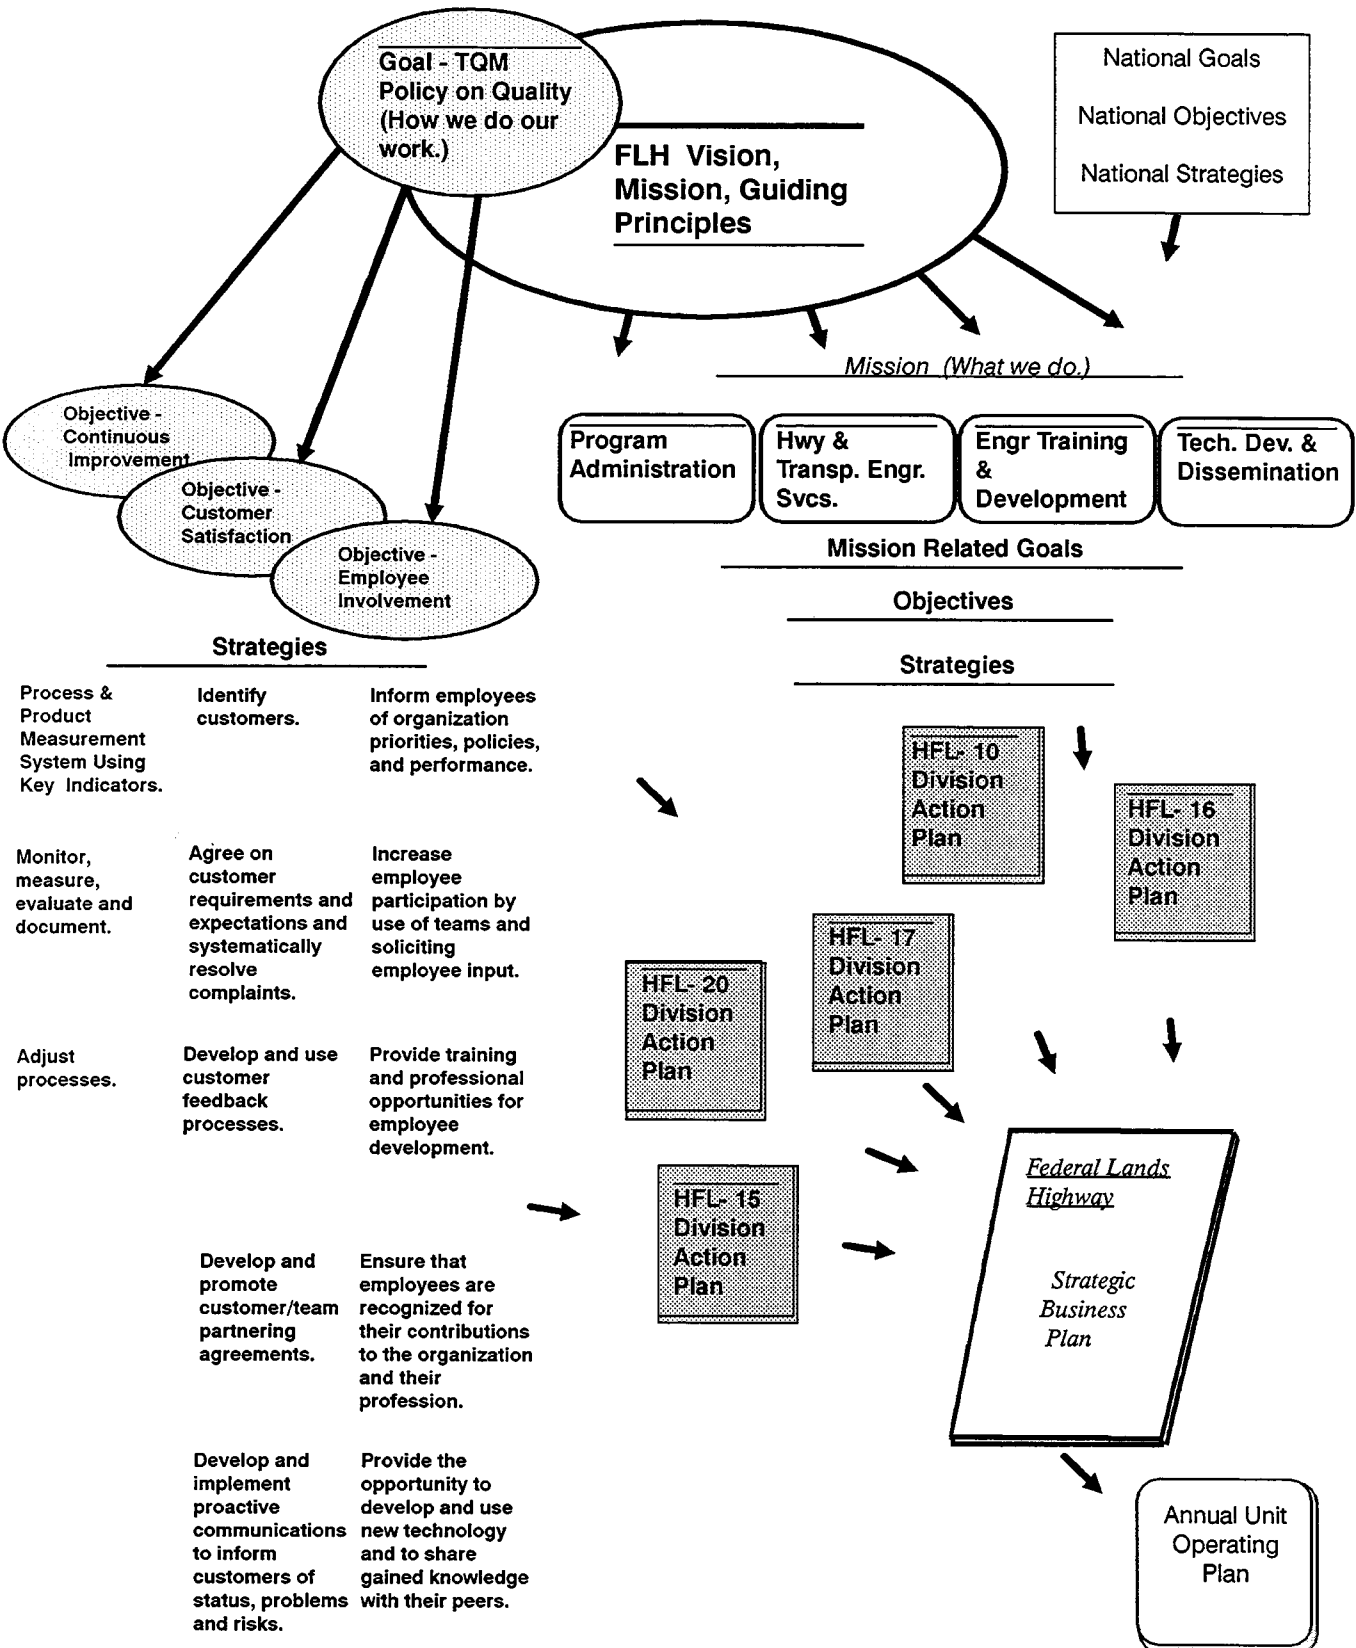 Goal - TQM
Policy on Quality
(How we do our
work.)
FLH Vision,
Mission, Guiding
Principles
National Goals
National Objectives
National Strategies
Mission (What we do.)
Objective -
Continuous
Improvement
Objective -
Customer
Satisfaction
Objective -
Employee
Involvement
Program
Administration
Hwy &
Transp. Engr.
Svcs.
Engr Training
&
Development
Tech. Dev. &
Dissemination
Mission Related Goals
Objectives
Strategies
Strategies
Process &
Product
Measurement
System Using
Key Indicators.
Monitor,
measure,
evaluate and
document.
Adjust
processes.
Identify
customers.
Agree on
customer
requirements and
expectations and
systematically
resolve
complaints.
Develop and use
customer
feedback
processes.
Develop and
promote
customer/team
partnering
agreements.
Develop and
implement
proactive
communications
to inform
customers of
status, problems
and risks.
Inform employees
of organization
priorities, policies,
and performance.
Increase
employee
participation by
use of teams and
soliciting
employee input.
Provide training
and professional
opportunities for
employee
development.
Ensure that
employees are
recognized for
their contributions
to the organization
and their
profession.
Provide the
opportunity to
develop and use
new technology
and to share
gained knowledge
with their peers.
HFL- 10
Division
Action
Plan
HFL- 16
Division
Action
Plan
HFL- 17
Division
Action
Plan
HFL- 20
Division
Action
Plan
HFL- 15
Division
Action
Plan
Federal Lands
Highway
Strategic
Business
Plan
Annual Unit
Operating
Plan